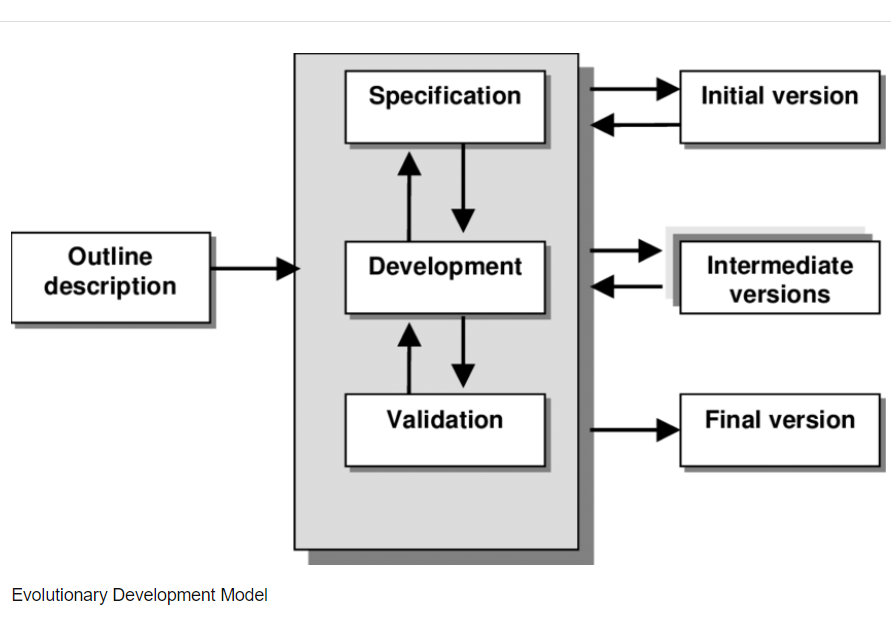 Specification
Initial version
Outline
description
Development
Intermediate
versions
Validation
Final version
Evolutionary Development Model